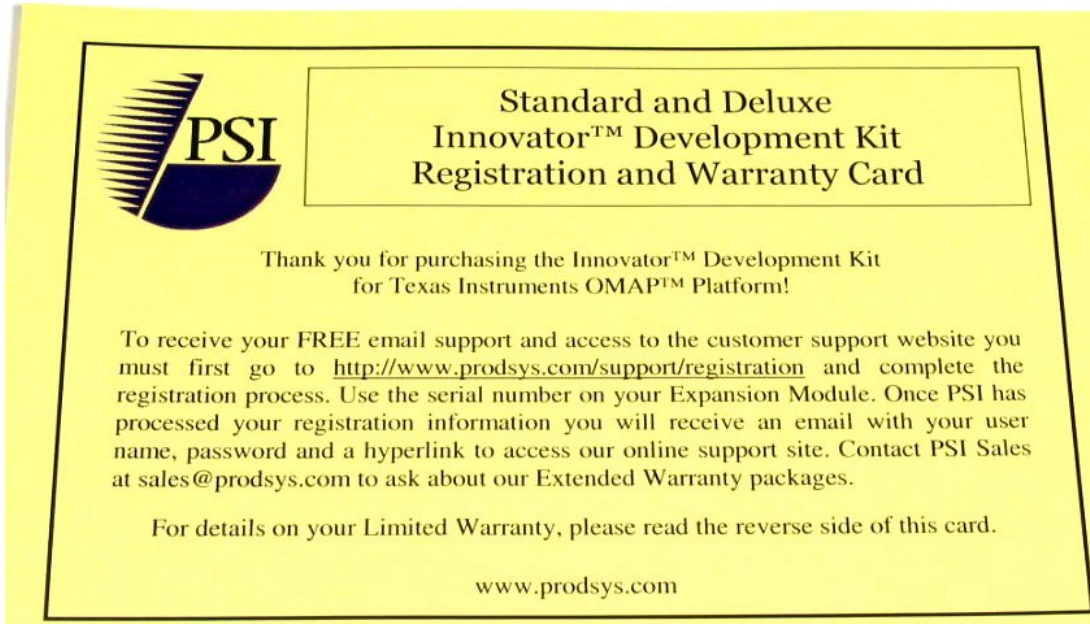 PSI
Standard and Deluxe
Innovator™ Development Kit
Registration and Warranty Card
Thank you for purchasing the Innovator™ Development Kit
for Texas Instruments OMAP™ Platform!
To receive your FREE email support and access to the customer support website you
must first go to http://www.prodsys.com/support/registration and complete the
registration process. Use the serial number on your Expansion Module. Once PSI has
processed your registration information you will receive an email with your user
name, password and a hyperlink to access our online support site. Contact PSI Sales
at sales@prodsys.com to ask about our Extended Warranty packages.
For details on your Limited Warranty, please read the reverse side of this card.
www.prodsys.com